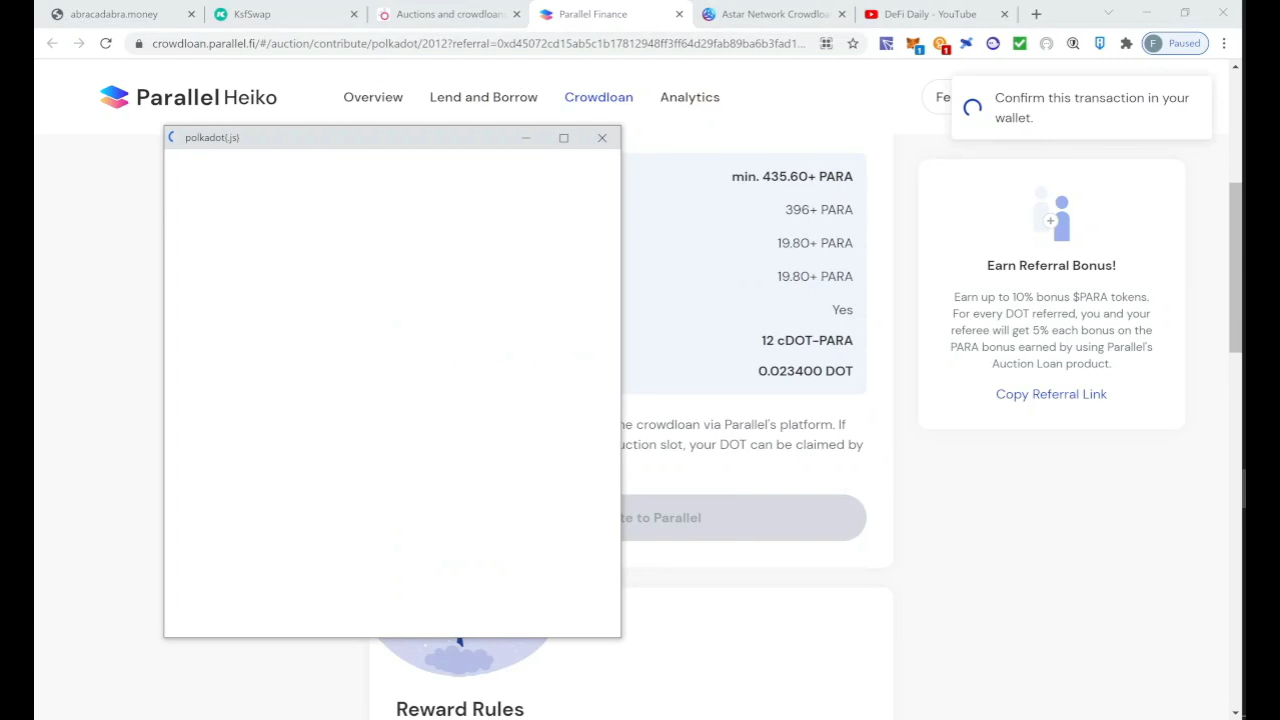 abracadabra.money
KsfSwap
Auctions and crowdloans
Parallel Finance
Astar Network Crowdloa
DeFi Daily - YouTube
crowdloan.parallel.fi/#/auction/contribute/polkadot/2012?referral=0xd45072cd15ab5c1b17812948ff3ff64d29fab89ba6b3fad1...
1
1
F
Paused
Parallel Heiko
Overview
Lend and Borrow
Crowdloan
Analytics
Fe
Confirm this transaction in your
wallet.
polkadot{.js}
min. 435.60+ PARA
396+ PARA
19.80+ PARA
19.80+ PARA
Yes
12 cDOT-PARA
0.023400 DOT
ne crowdloan via Parallel's platform. If
uction slot, your DOT can be claimed by
te to Parallel
Earn Referral Bonus!
Earn up to 10% bonus $PARA tokens.
For every DOT referred, you and your
referee will get 5% each bonus on the
PARA bonus earned by using Parallel's
Auction Loan product.
Copy Referral Link
Reward Rules